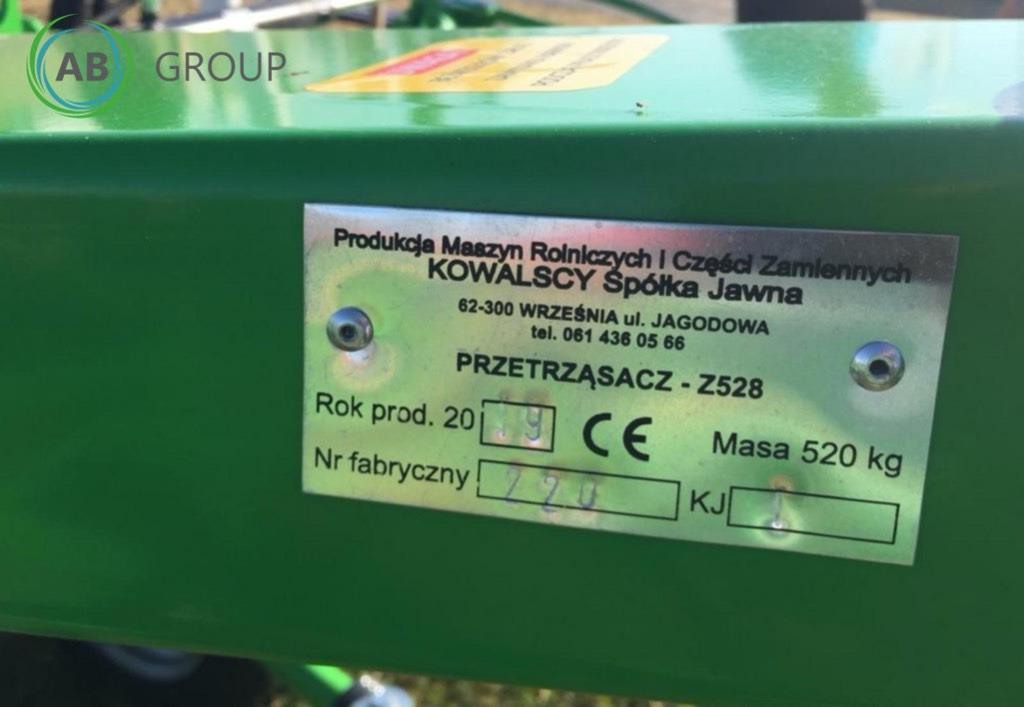 AB GROUP
Produkcja Maszyn Rolniczych i Części Zamiennych
KOWALSCY Spółka Jawna
62-300 WRZEŚNIA ul. JAGODOWA
tel. 061 436 05 66
PRZETRZĄSACZ - Z528
Rok prod. 2019 CE Masa 520 kg
Nr fabryczny 220 KJ 1